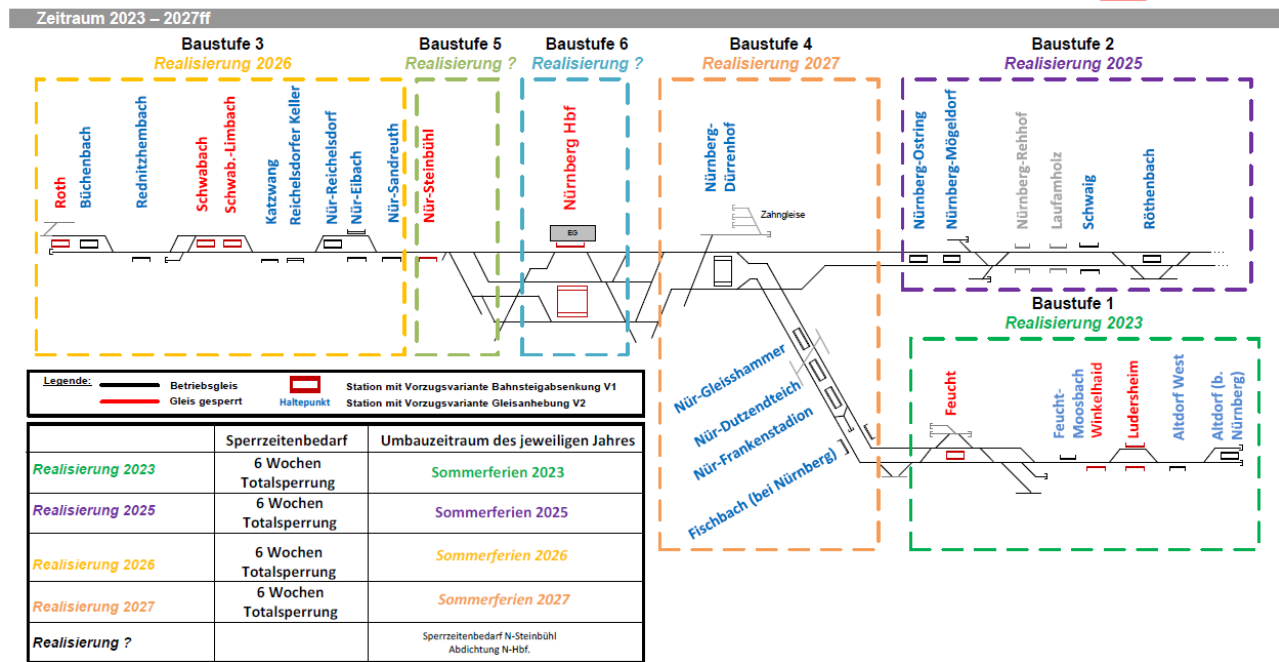 Zeitraum 2023 – 2027ff
Baustufe 3
Realisierung 2026
Baustufe 5
Realisierung ?
Baustufe 6
Realisierung ?
Baustufe 4
Realisierung 2027
Baustufe 2
Realisierung 2025
Roth
Büchenbach
Rednitzhembach
Schwabach
Schwab.-Limbach
Katzwang
Reichelsdorfer Keller
Nür-Reichelsdorf
Nür-Eibach
Nür-Sandreuth
Nür-Steinbühl
Nürnberg Hbf
EG
Nürnberg-
Dürrenhof
Zahngleise
Nürnberg-Ostring
Nürnberg-Mögeldorf
Nürnberg-Rehhof
Laufamholz
Schwaig
Röthenbach
Baustufe 1
Realisierung 2023
Nür-Gleisshammer
Nür-Dutzendteich
Nür-Frankenstadion
Fischbach (bei Nürnberg)
Feucht
Feucht-
Moosbach
Winkelhaid
Ludersheim
Altdorf West
Altdorf (b.
Nürnberg)
Legende:
Betriebsgleis
Gleis gesperrt
Haltepunkt
Station mit Vorzugsvariante Bahnsteigabsenkung V1
Station mit Vorzugsvariante Gleisanhebung V2
Sperrzeitenbedarf
Umbauzeitraum des jeweiligen Jahres
Realisierung 2023
6 Wochen
Totalsperrung
Sommerferien 2023
Realisierung 2025
6 Wochen
Totalsperrung
Sommerferien 2025
Realisierung 2026
6 Wochen
Totalsperrung
Sommerferien 2026
Realisierung 2027
6 Wochen
Totalsperrung
Sommerferien 2027
Realisierung ?
Sperrzeitenbedarf N-Steinbühl
Abdichtung N-Hbf.